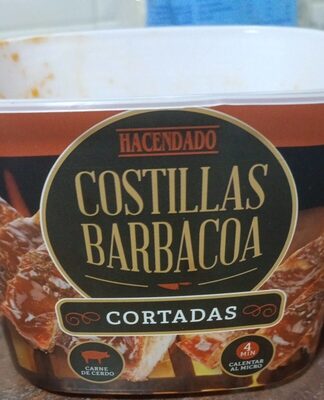 HACENDADO
COSTILLAS
BARBACOA
CORTADAS
CARNE
DE CERDO
4
MIN
CALENTAR
AL MICRO